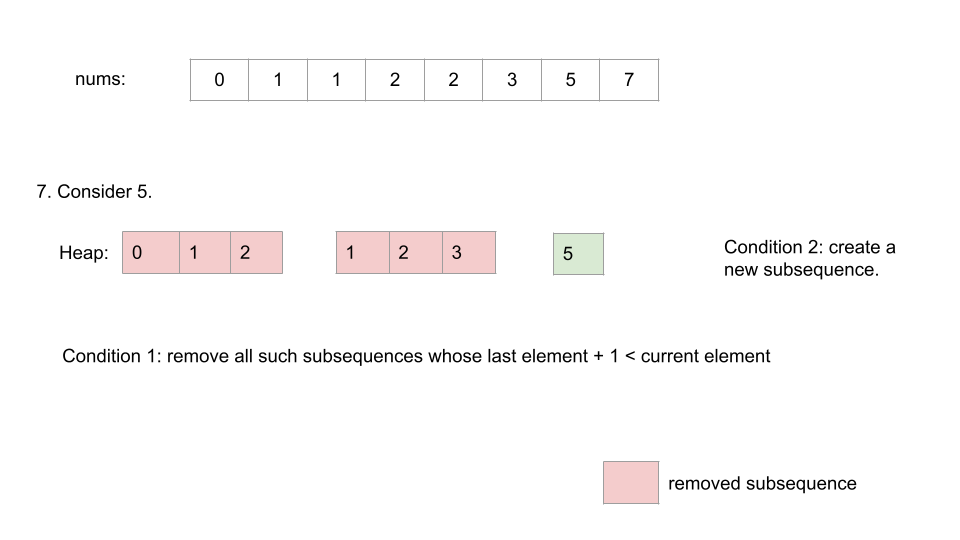 nums: 0 1 1 2 2 3 5 7
7. Consider 5.
Heap: 0 1 2 1 2 3 5
Condition 2: create a
new subsequence.
Condition 1: remove all such subsequences whose last element + 1 < current element
removed subsequence